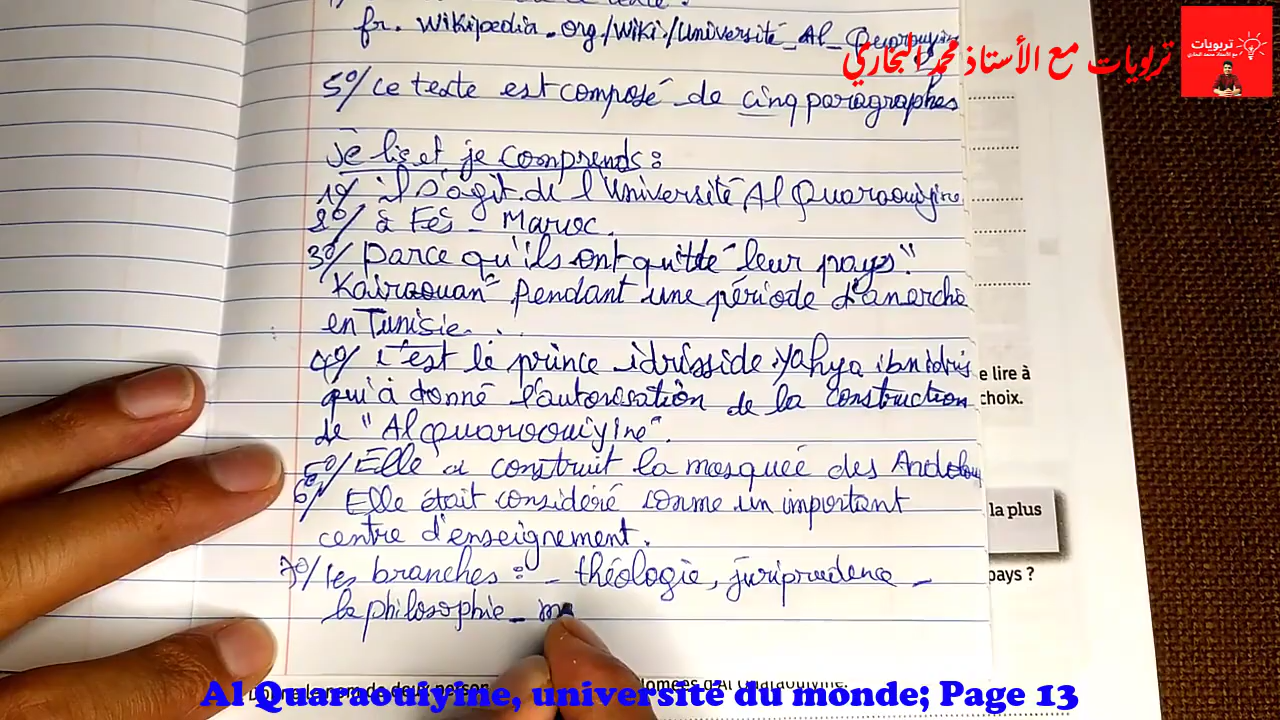 fr.wikipedia.org/wiki/Université_Al_Quaraouiyine
تربويات مع الأستاذ محمد البخاري
تربويات
5°/ Le texte est composé de cinq paragraphes
Je lis et je comprends :
1°/ il s'agit de l'Université Al Quaraouiyine
2°/ à Fès - Maroc.
3°/ Parce qu'ils ont quitté leur pays "
"Kairaouan" pendant une période d'anarchie
en Tunisie.
4°/ C'est le prince idrisside Yahya ibn idris
qui a donné l'autorisation de la construction
de "Al Quaraouiyine".
5°/ Elle a construit la mosquée des Andalou
6°/ Elle était considéré comme un important
centre d'enseignement.
7°/ Les branches : - théologie, juriprudence -
la philosophie - m
e lire à
choix.
la plus
pays ?
Al Quaraouiyine, université du monde; Page 13